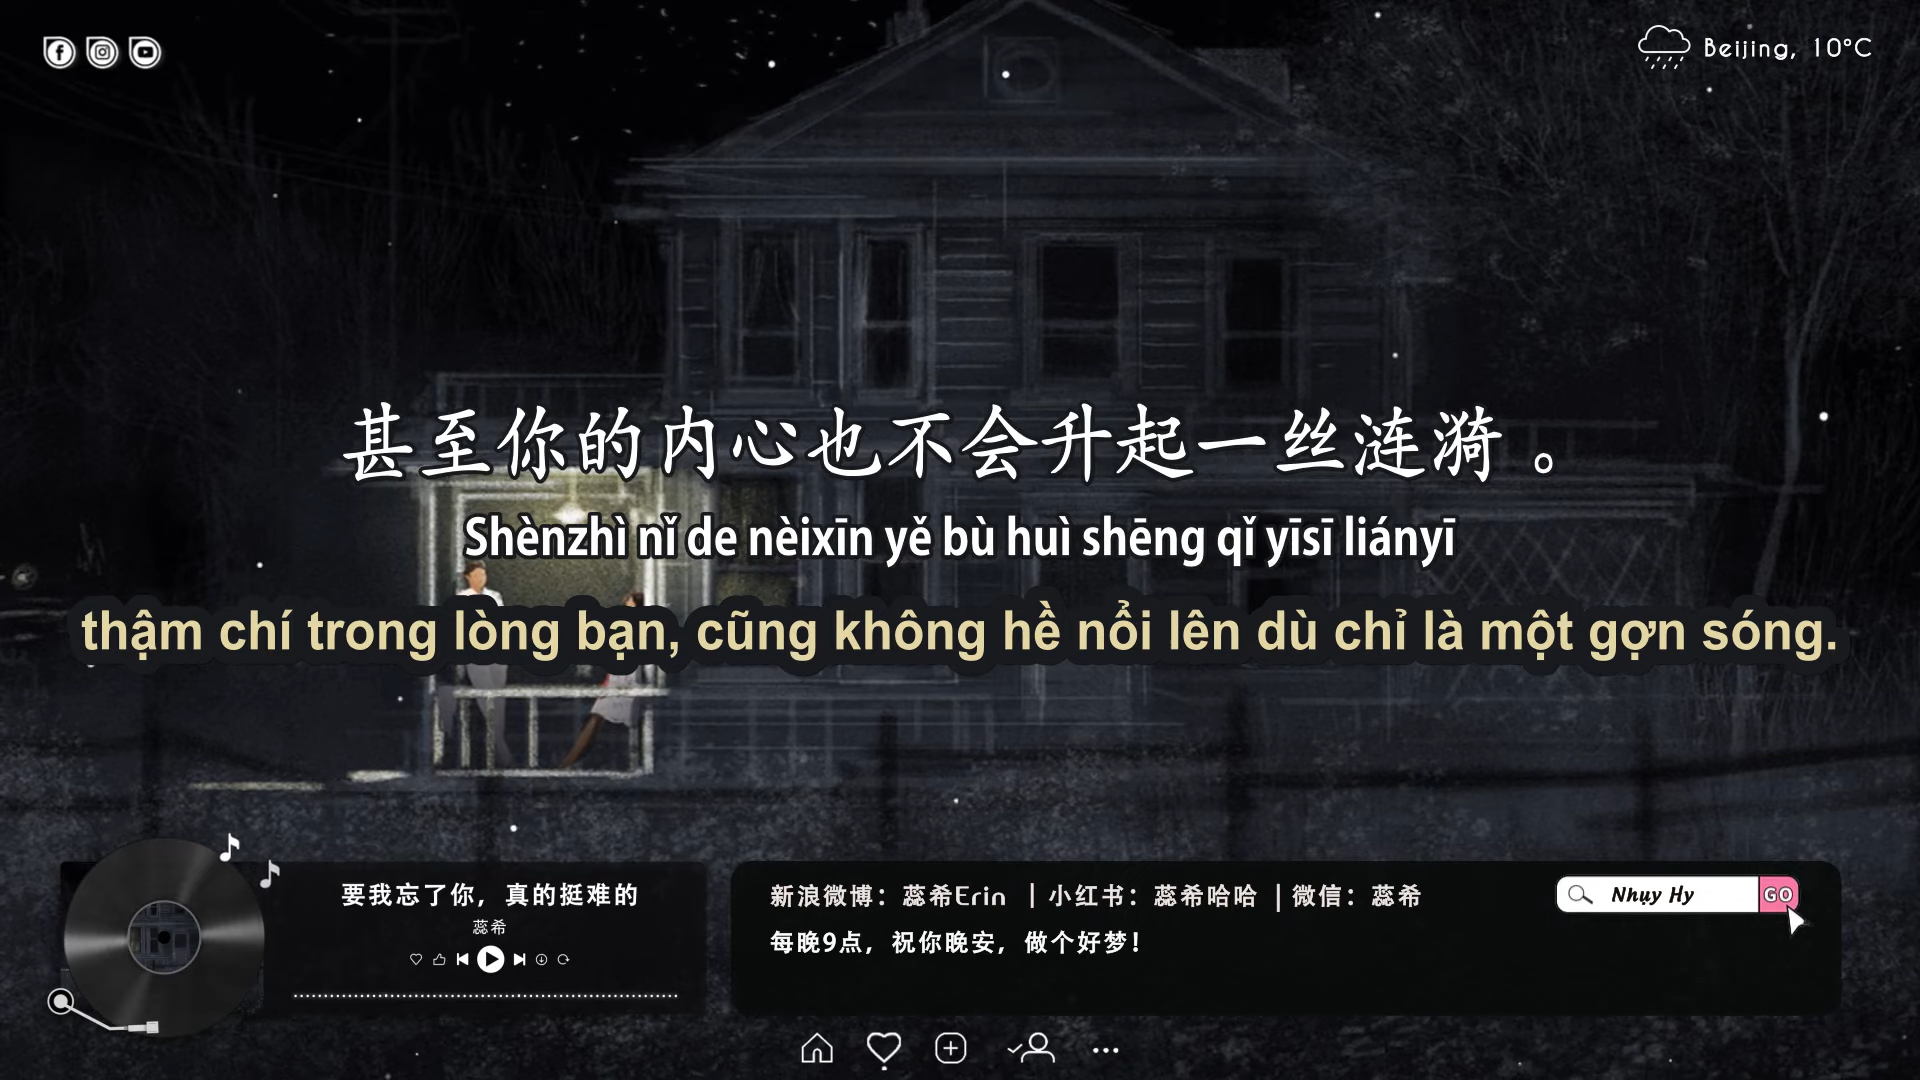 Beijing, 10°C
甚至你的内心也不会升起一丝涟漪 。
Shènzhì nǐ de nèixīn yě bù huì shēng qǐ yīsī liányī
thậm chí trong lòng bạn, cũng không hề nổi lên dù chỉ là một gợn sóng.
要我忘了你，真的挺难的
蕊希
新浪微博：蕊希Erin ｜小红书：蕊希哈哈 ｜微信：蕊希
每晚9点，祝你晚安，做个好梦！
Nhụy Hy
GO